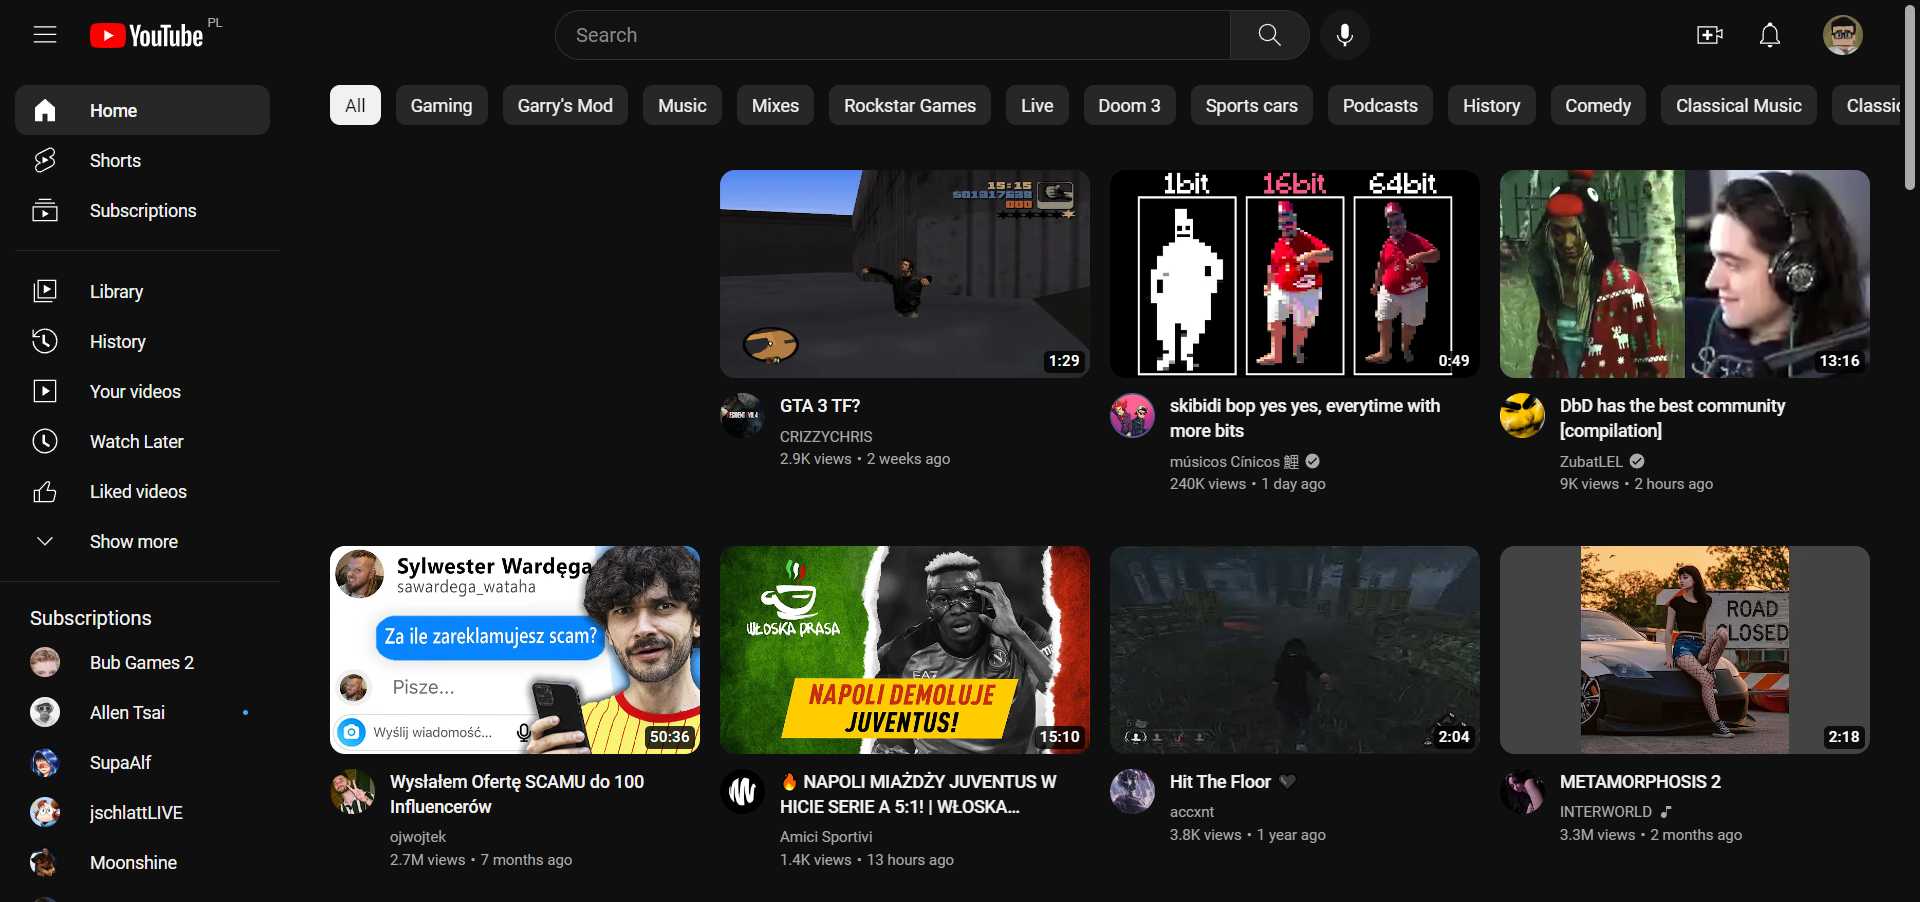 YouTube PL
Search
Home
Shorts
Subscriptions
Library
History
Your videos
Watch Later
Liked videos
Show more
Subscriptions
Bub Games 2
Allen Tsai
SupaAlf
jschlattLIVE
Moonshine
All Gaming Garry's Mod Music Mixes Rockstar Games Live Doom 3 Sports cars Podcasts History Comedy Classical Music Classic
15:15
000
1:29
GTA 3 TF?
CRIZZYCHRIS
2.9K views • 2 weeks ago
1bit 16bit 64bit
0:49
skibidi bop yes yes, everytime with
more bits
músicos Cínicos 鯉
240K views • 1 day ago
13:16
DbD has the best community
[compilation]
ZubatLEL
9K views • 2 hours ago
Sylwester Wardęga
sawardega_wataha
Za ile zareklamujesz scam?
Pisze...
Wyślij wiadomość...
50:36
Wysłałem Ofertę SCAMU do 100
Influencerów
ojwojtek
2.7M views • 7 months ago
WŁOSKA PRASA
NAPOLI DEMOLUJE
JUVENTUS!
15:10
🔥 NAPOLI MIAŻDŻY JUVENTUS W
HICIE SERIE A 5:1! | WŁOSKA...
Amici Sportivi
1.4K views • 13 hours ago
2:04
Hit The Floor 🖤
accxnt
3.8K views • 1 year ago
ROAD
CLOSED
2:18
METAMORPHOSIS 2
INTERWORLD
3.3M views • 2 months ago